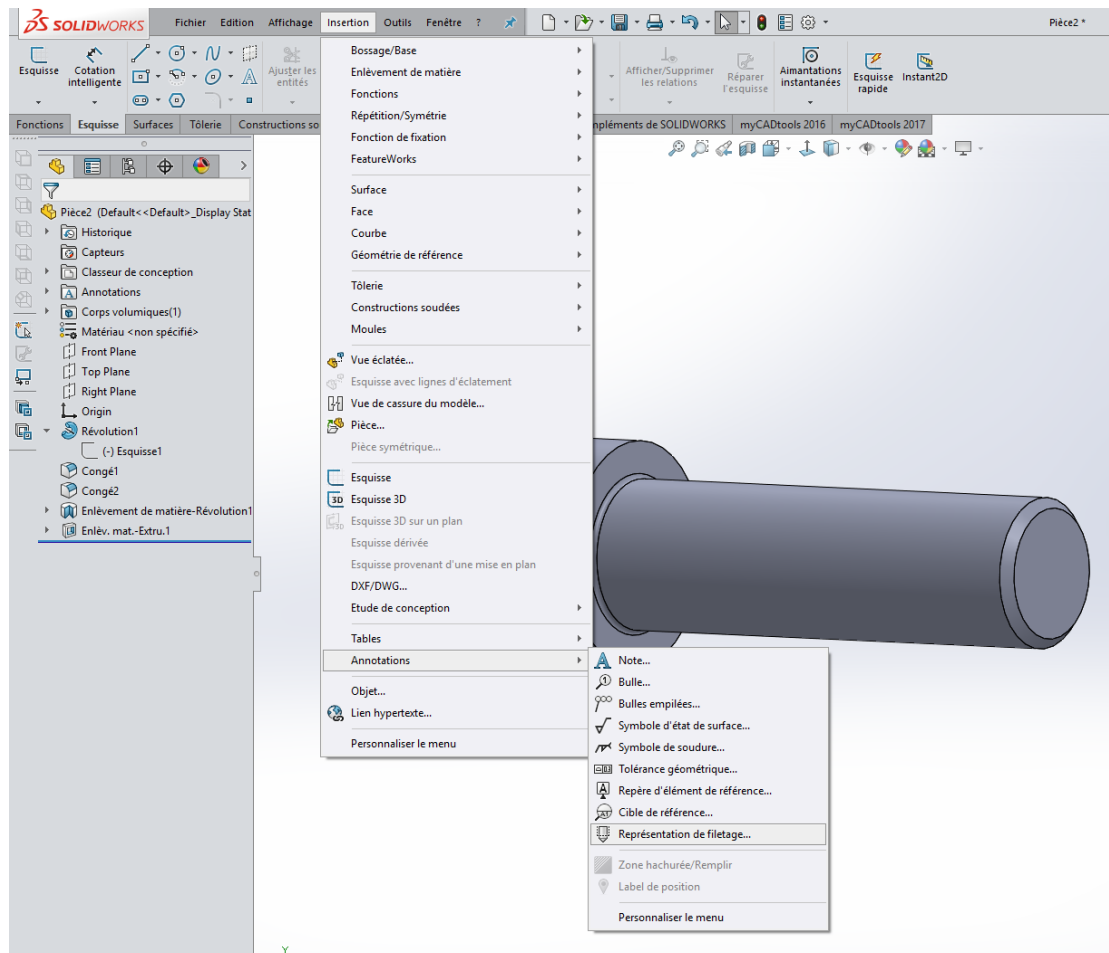 SOLIDWORKS
Fichier Edition Affichage Insertion Outils Fenêtre ?
Pièce2 *
Esquisse
Cotation intelligente
Ajuster les entités
Afficher/Supprimer les relations
Réparer l'esquisse
Aimantations instantanées
Esquisse rapide
Instant2D
Fonctions Esquisse Surfaces Tôlerie Constructions so
mpléments de SOLIDWORKS myCADtools 2016 myCADtools 2017
Pièce2 (Default<<Default>_Display Stat
Historique
Capteurs
Classeur de conception
Annotations
Corps volumiques(1)
Matériau <non spécifié>
Front Plane
Top Plane
Right Plane
Origin
Révolution1
(-) Esquisse1
Congé1
Congé2
Enlèvement de matière-Révolution1
Enlèv. mat.-Extru.1
Bossage/Base
Enlèvement de matière
Fonctions
Répétition/Symétrie
Fonction de fixation
FeatureWorks
Surface
Face
Courbe
Géométrie de référence
Tôlerie
Constructions soudées
Moules
Vue éclatée...
Esquisse avec lignes d'éclatement
Vue de cassure du modèle...
Pièce...
Pièce symétrique...
Esquisse
3D Esquisse 3D
Esquisse 3D sur un plan
Esquisse dérivée
Esquisse provenant d'une mise en plan
DXF/DWG...
Etude de conception
Tables
Annotations
Objet...
Lien hypertexte...
Personnaliser le menu
Note...
Bulle...
Bulles empilées...
Symbole d'état de surface...
Symbole de soudure...
Tolérance géométrique...
Repère d'élément de référence...
Cible de référence...
Représentation de filetage...
Zone hachurée/Remplir
Label de position
Personnaliser le menu
Y